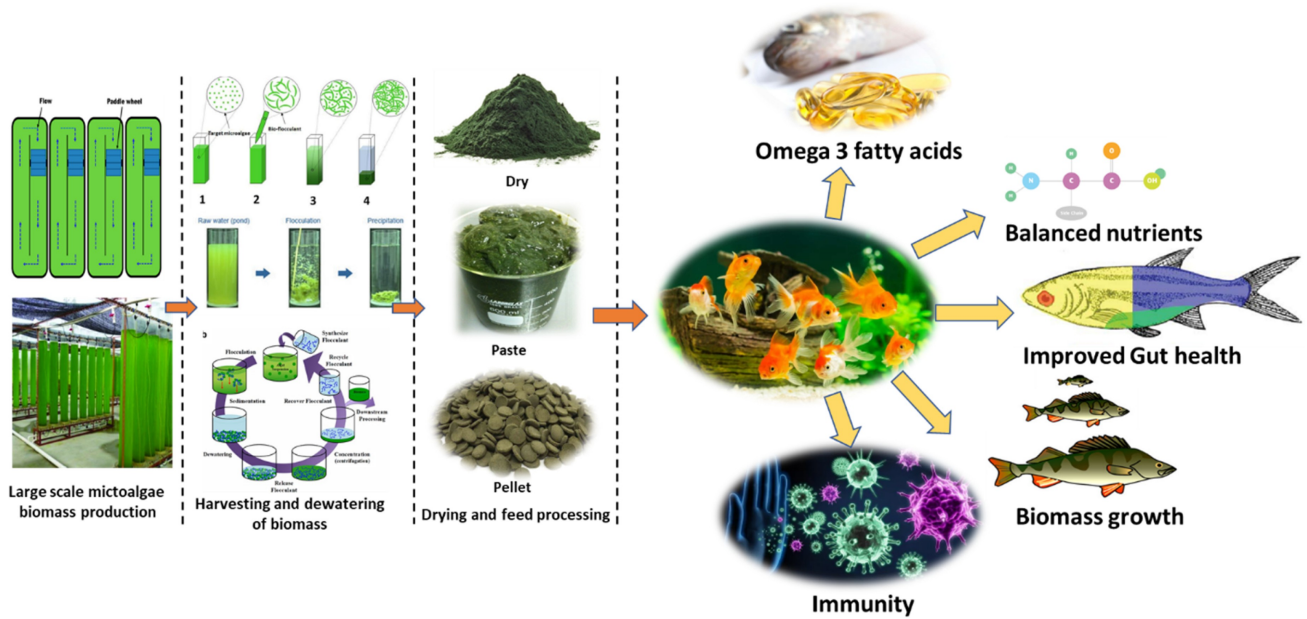 Flow
Paddle wheel
Large scale mictoalgae
biomass production
Target microalgae
Bio-flocculant
1
2
3
4
Raw water (pond)
Flocculation
Precipitation
b
Synthesize
Flocculant
Flocculation
Recycle
Flocculant
Recover Flocculant
Sedimentation
Downstream
Processing
Dewatering
Concentration
(centrifugation)
Release
Flocculant
Harvesting and dewatering
of biomass
Dry
Paste
Pellet
Drying and feed processing
Omega 3 fatty acids
H
H
N
H
C
C
O
OH
Side Chain
Balanced nutrients
Improved Gut health
Biomass growth
Immunity